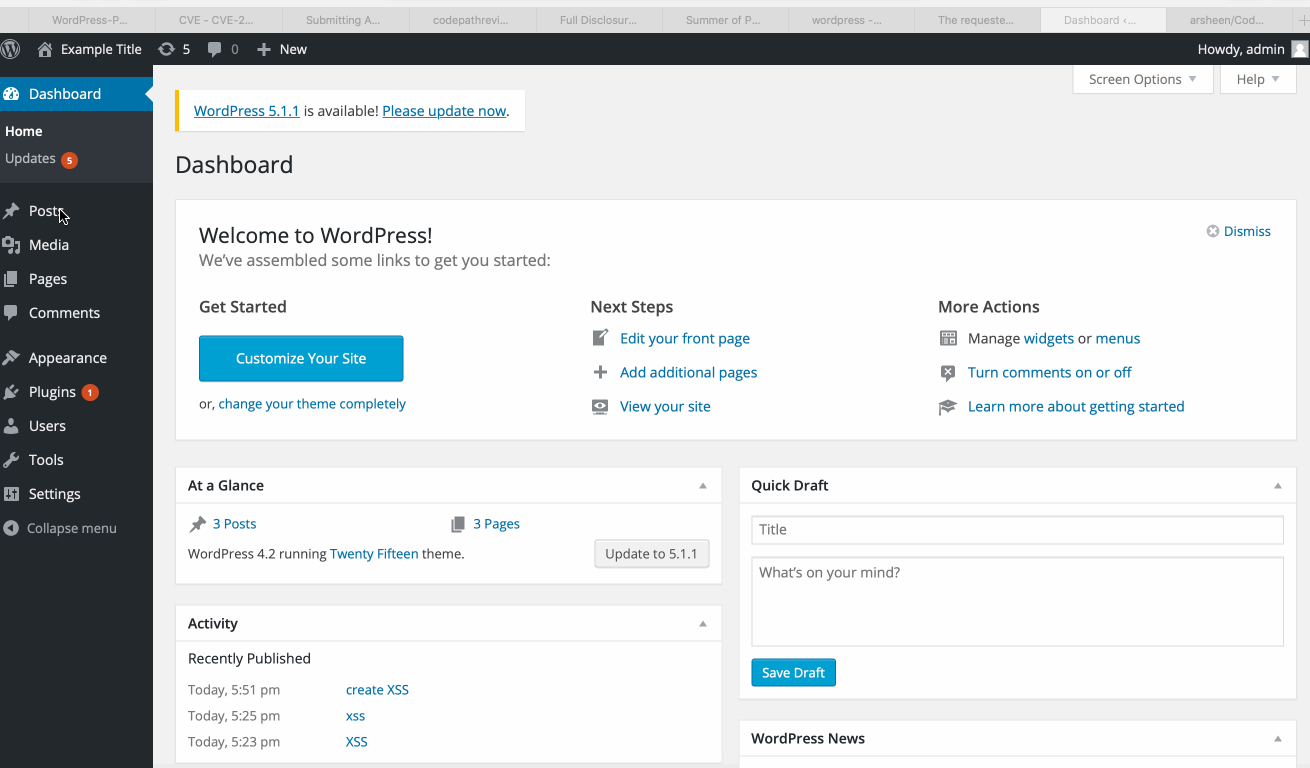 WordPress-P... CVE - CVE-2... Submitting A... codepathrevi... Full Disclosur... Summer of P... wordpress -... The requeste... Dashboard ‹... arsheen/Cod...
Example Title 5 0 New Howdy, admin
Screen Options Help
Dashboard
Home
Updates 5
Posts
Media
Pages
Comments
Appearance
Plugins 1
Users
Tools
Settings
Collapse menu
WordPress 5.1.1 is available! Please update now.
Dashboard
Welcome to WordPress!
Dismiss
We've assembled some links to get you started:
Get Started
Customize Your Site
or, change your theme completely
Next Steps
Edit your front page
Add additional pages
View your site
More Actions
Manage widgets or menus
Turn comments on or off
Learn more about getting started
At a Glance
3 Posts 3 Pages
WordPress 4.2 running Twenty Fifteen theme.
Update to 5.1.1
Activity
Recently Published
Today, 5:51 pm create XSS
Today, 5:25 pm xss
Today, 5:23 pm XSS
Quick Draft
Title
What's on your mind?
Save Draft
WordPress News